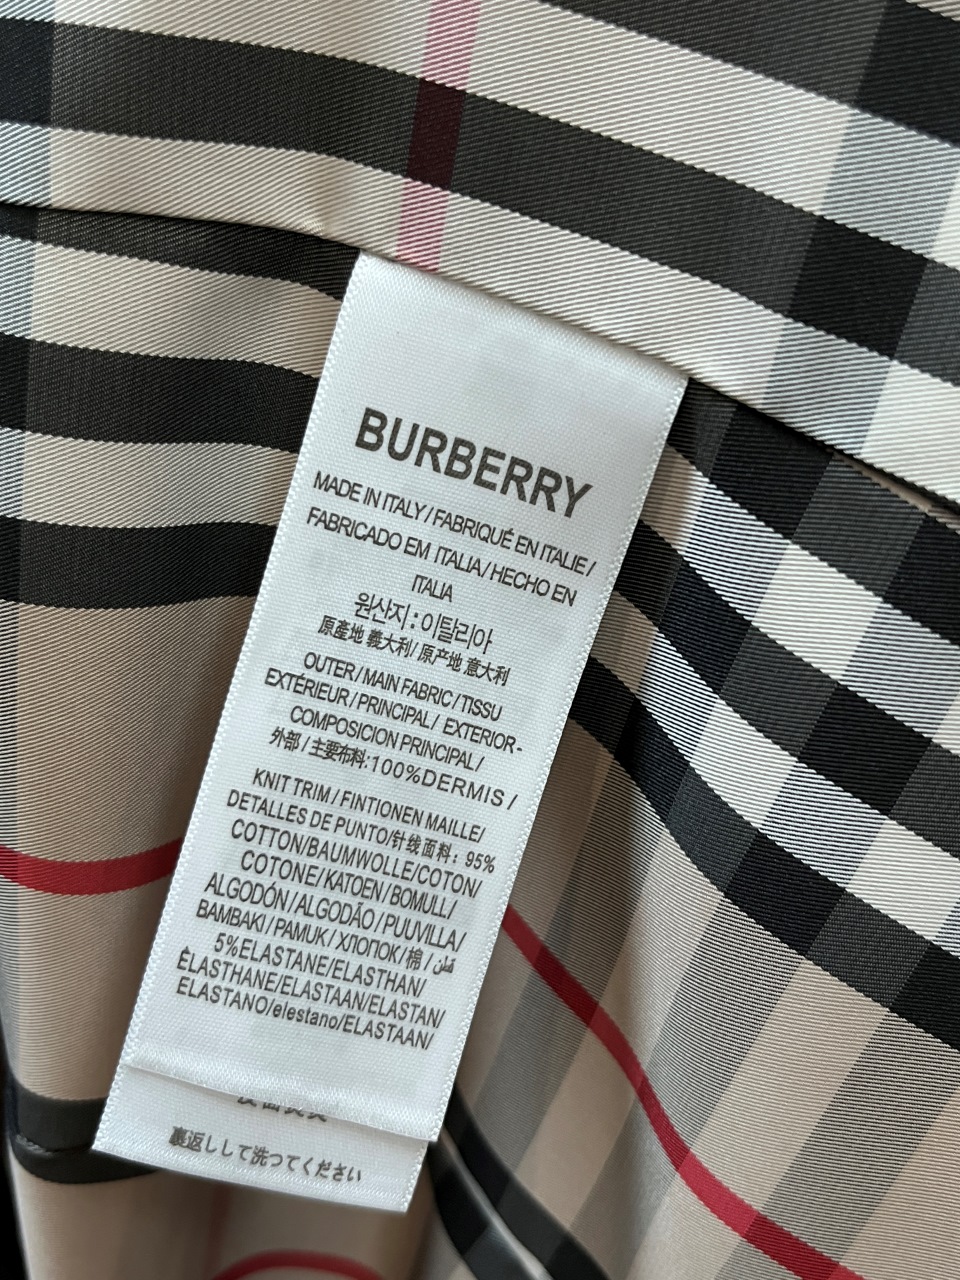 BURBERRY
MADE IN ITALY / FABRIQUÉ EN ITALIE /
FABRICADO EM ITALIA / HECHO EN
ITALIA
원산지 : 이탈리아
原產地 義大利/ 原产地 意大利
OUTER / MAIN FABRIC / TISSU
EXTÉRIEUR / PRINCIPAL / EXTERIOR-
COMPOSICION PRINCIPAL /
外部 / 主要布料:100%DERMIS /
KNIT TRIM / FINTIONEN MAILLE/
DETALLES DE PUNTO/针线面料: 95%
COTTON/BAUMWOLLE/COTON/
COTONE/ KATOEN / BOMULL/
ALGODÓN / ALGODÃO / PUUVILLA /
BAMBAKI / PAMUK / ХЛОПОК / 棉 / قطن
5%ELASTANE/ELASTHAN/
ÉLASTHANE/ELASTAAN/ELASTAN/
ELASTANO/elestano/ELASTAAN/
裏返しして洗つてください